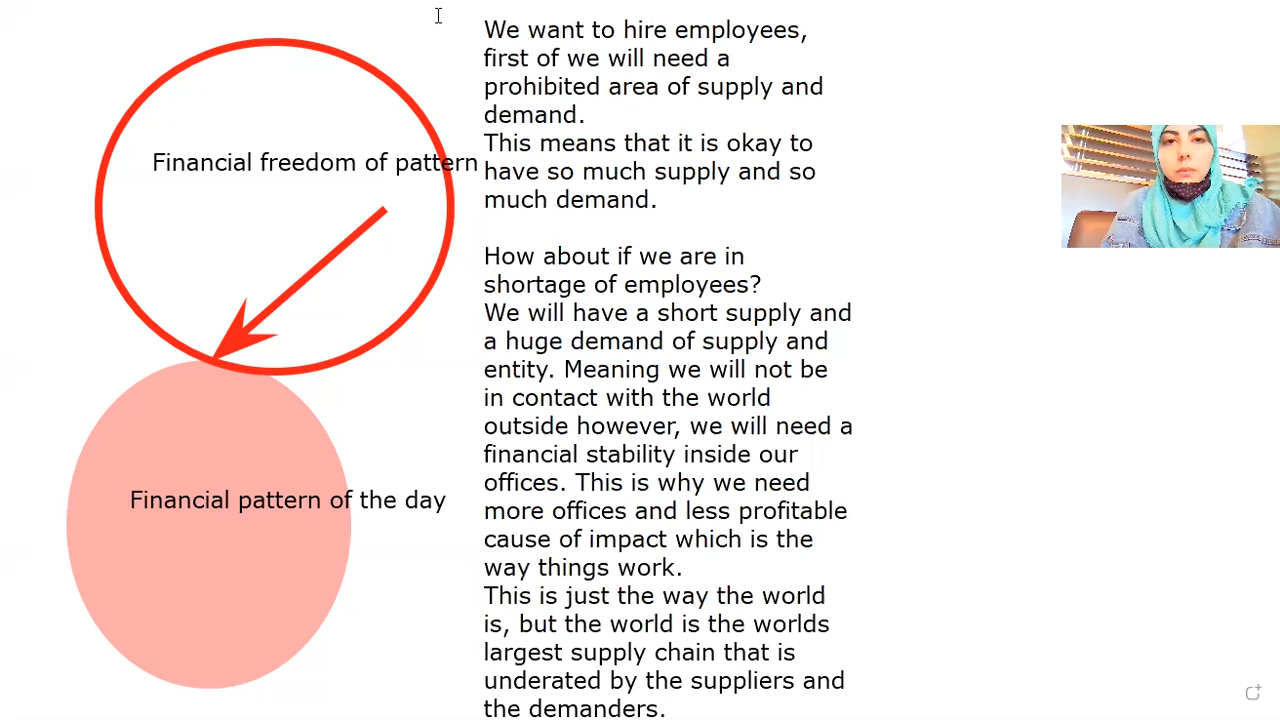 Financial freedom of pattern
Financial pattern of the day
We want to hire employees,
first of we will need a
prohibited area of supply and
demand.
This means that it is okay to
have so much supply and so
much demand.
How about if we are in
shortage of employees?
We will have a short supply and
a huge demand of supply and
entity. Meaning we will not be
in contact with the world
outside however, we will need a
financial stability inside our
offices. This is why we need
more offices and less profitable
cause of impact which is the
way things work.
This is just the way the world
is, but the world is the worlds
largest supply chain that is
underated by the suppliers and
the demanders.